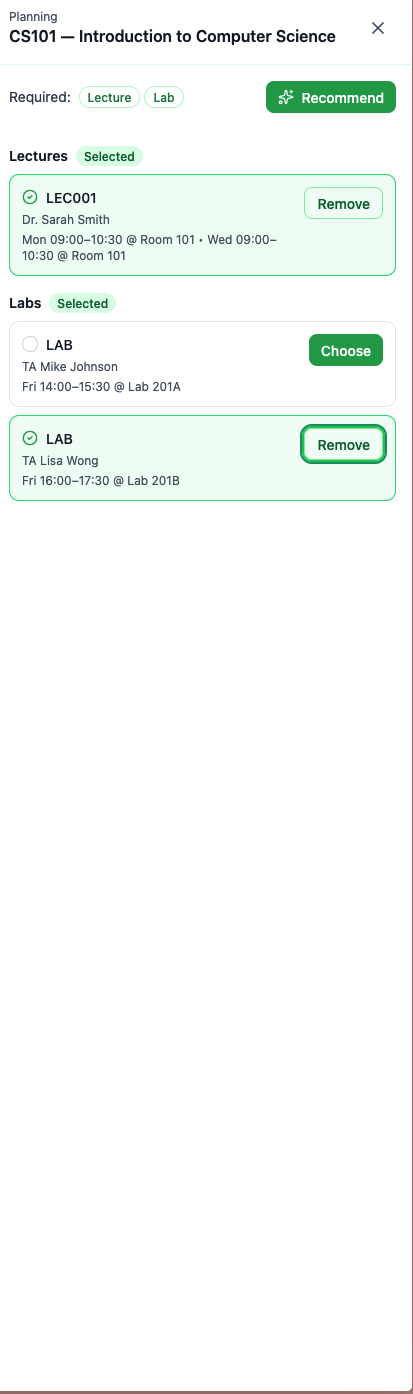 Planning
CS101 — Introduction to Computer Science
Required: Lecture Lab Recommend
Lectures Selected
LEC001 Remove
Dr. Sarah Smith
Mon 09:00–10:30 @ Room 101 • Wed 09:00–
10:30 @ Room 101
Labs Selected
LAB Choose
TA Mike Johnson
Fri 14:00–15:30 @ Lab 201A
LAB Remove
TA Lisa Wong
Fri 16:00–17:30 @ Lab 201B